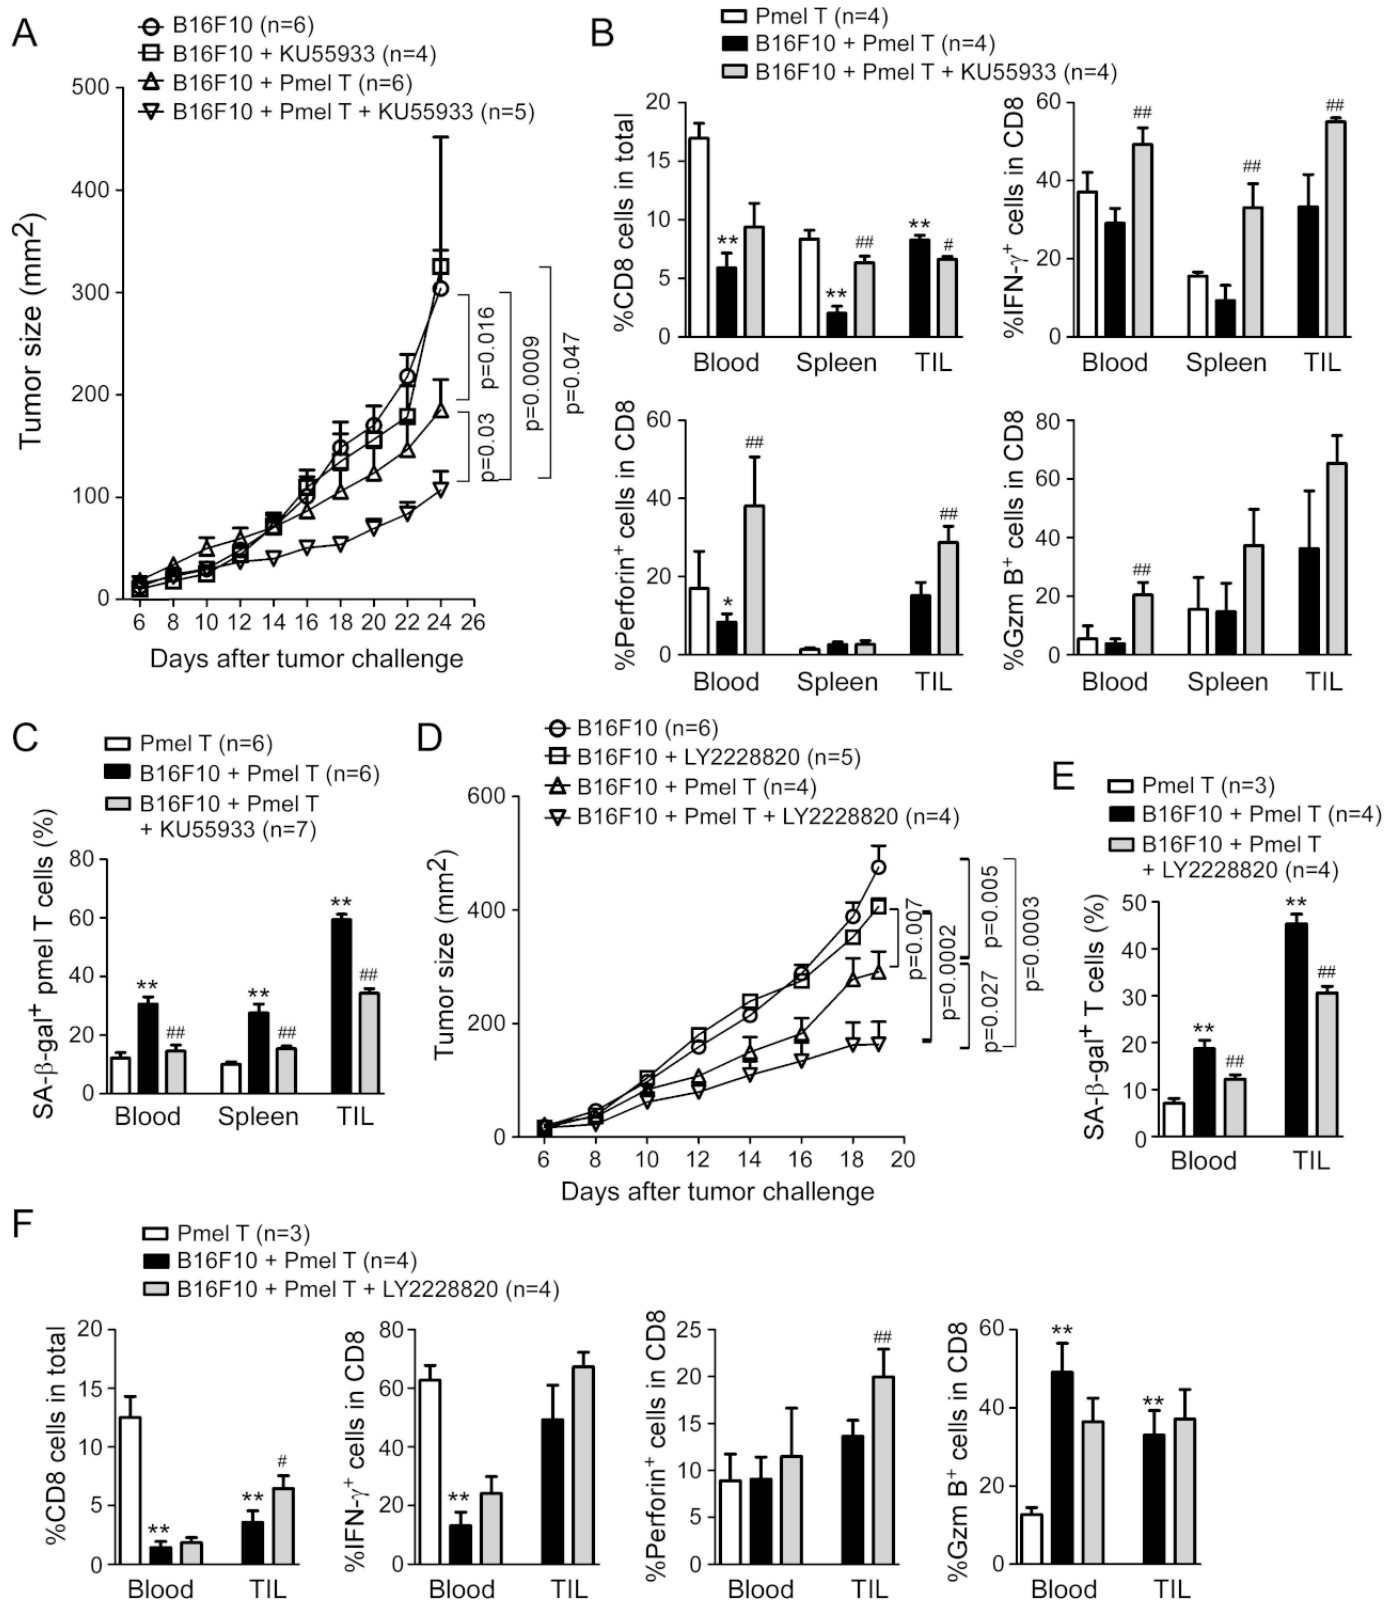 A
B16F10 (n=6)
B16F10 + KU55933 (n=4)
B16F10 + Pmel T (n=6)
B16F10 + Pmel T + KU55933 (n=5)
Tumor size (mm2)
500
400
300
200
100
0
p=0.016
p=0.03
p=0.0009
p=0.047
6 8 10 12 14 16 18 20 22 24 26
Days after tumor challenge
B
Pmel T (n=4)
B16F10 + Pmel T (n=4)
B16F10 + Pmel T + KU55933 (n=4)
%CD8 cells in total
20
15
10
5
0
** ** ## ** #
Blood Spleen TIL
%IFN-γ+ cells in CD8
60
40
20
0
## ## ##
Blood Spleen TIL
%Perforin+ cells in CD8
60
40
20
0
* ## ##
Blood Spleen TIL
%Gzm B+ cells in CD8
80
60
40
20
0
##
Blood Spleen TIL
C
Pmel T (n=6)
B16F10 + Pmel T (n=6)
B16F10 + Pmel T
+ KU55933 (n=7)
SA-β-gal+ pmel T cells (%)
80
60
40
20
0
** ## ** ## ** ##
Blood Spleen TIL
D
B16F10 (n=6)
B16F10 + LY2228820 (n=5)
B16F10 + Pmel T (n=4)
B16F10 + Pmel T + LY2228820 (n=4)
Tumor size (mm2)
600
400
200
0
p=0.007
p=0.0002
p=0.005
p=0.027
p=0.0003
6 8 10 12 14 16 18 20
Days after tumor challenge
E
Pmel T (n=3)
B16F10 + Pmel T (n=4)
B16F10 + Pmel T
+ LY2228820 (n=4)
SA-β-gal+ T cells (%)
50
40
30
20
10
0
** ## ** ##
Blood TIL
F
Pmel T (n=3)
B16F10 + Pmel T (n=4)
B16F10 + Pmel T + LY2228820 (n=4)
%CD8 cells in total
20
15
10
5
0
** ** #
Blood TIL
%IFN-γ+ cells in CD8
80
60
40
20
0
**
Blood TIL
%Perforin+ cells in CD8
25
20
15
10
5
0
##
Blood TIL
%Gzm B+ cells in CD8
60
40
20
0
** **
Blood TIL